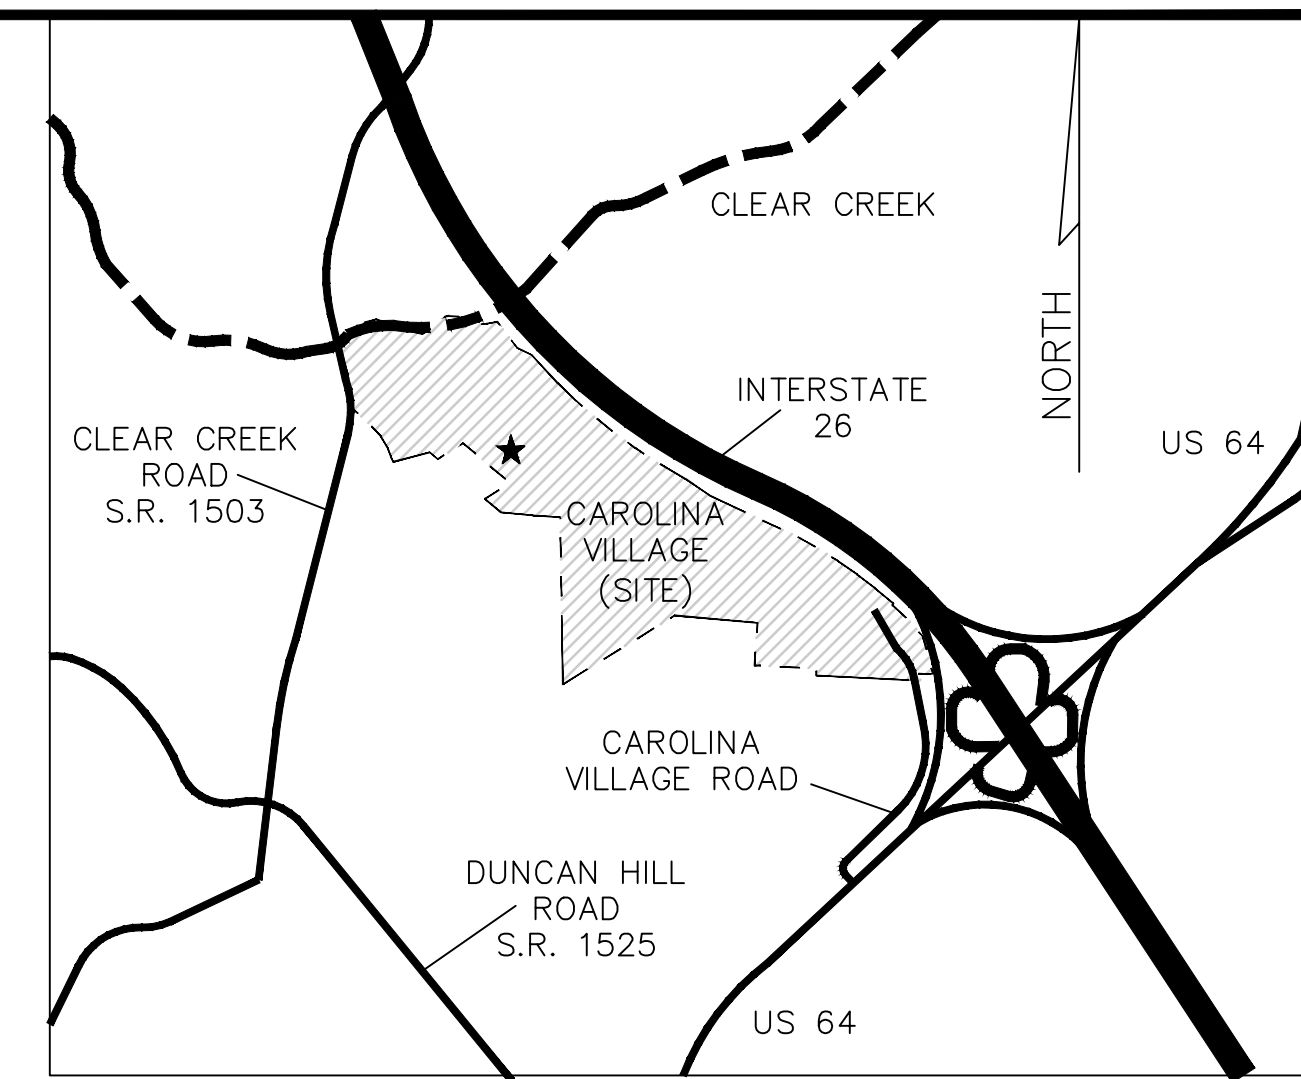 CLEAR CREEK
NORTH
INTERSTATE
26
US 64
CLEAR CREEK
ROAD
S.R. 1503
CAROLINA
VILLAGE
(SITE)
CAROLINA
VILLAGE ROAD
DUNCAN HILL
ROAD
S.R. 1525
US 64